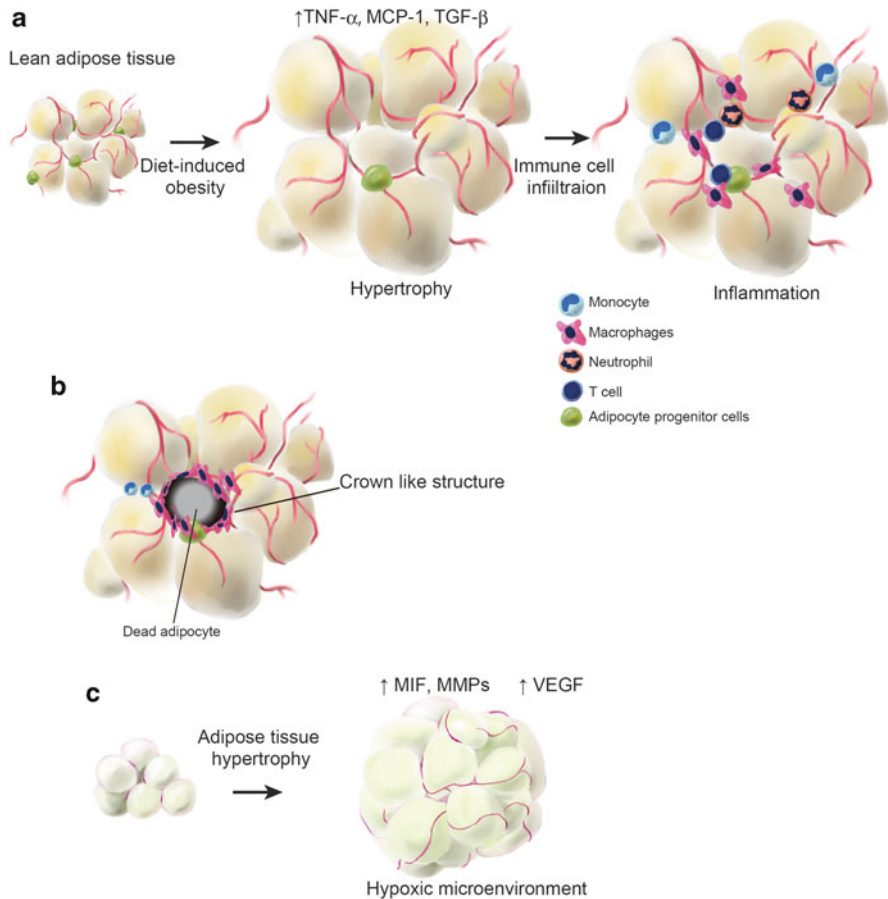 a
↑TNF-α, MCP-1, TGF-β
Lean adipose tissue
Diet-induced
obesity
Immune cell
infiiltraion
Hypertrophy
Inflammation
Monocyte
Macrophages
Neutrophil
T cell
Adipocyte progenitor cells
b
Crown like structure
Dead adipocyte
c
↑ MIF, MMPs ↑ VEGF
Adipose tissue
hypertrophy
Hypoxic microenvironment